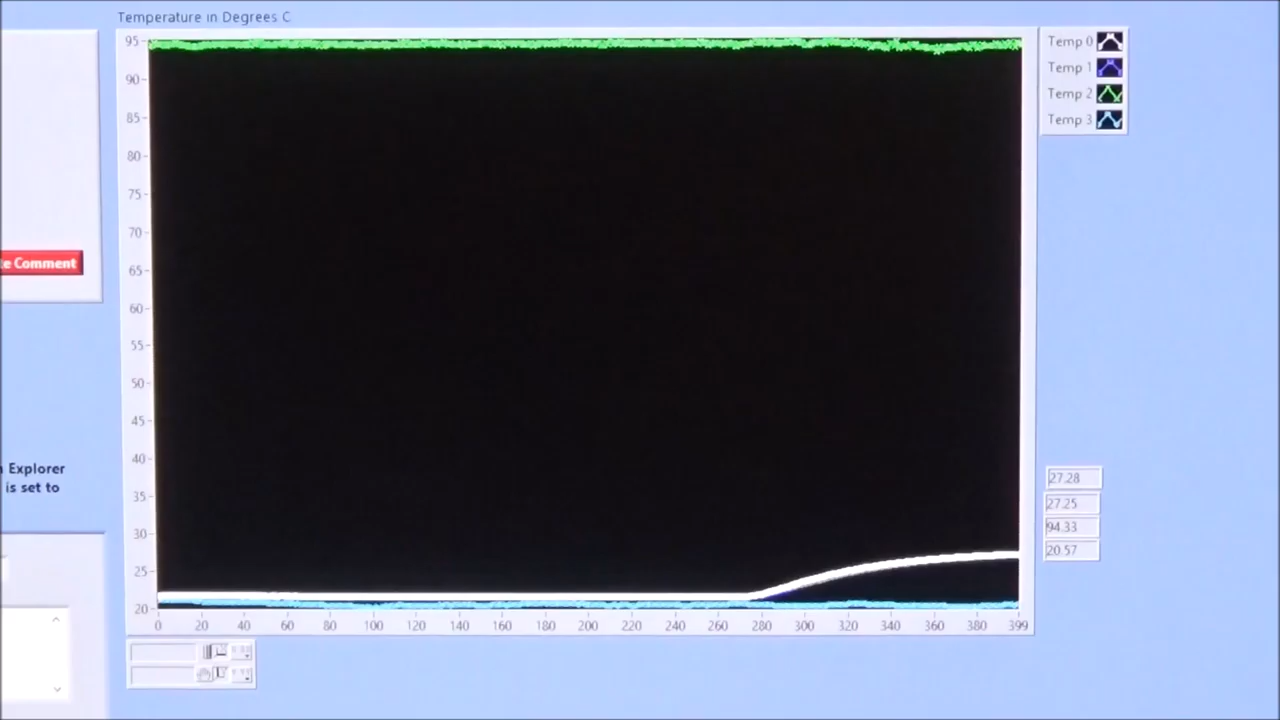 Temperature in Degrees C
95
90
85
80
75
70
65
60
55
50
45
40
35
30
25
20
0 20 40 60 80 100 120 140 160 180 200 220 240 260 280 300 320 340 360 380 399
Temp 0
Temp 1
Temp 2
Temp 3
te Comment
Explorer
is set to
27.28
27.25
94.33
20.57